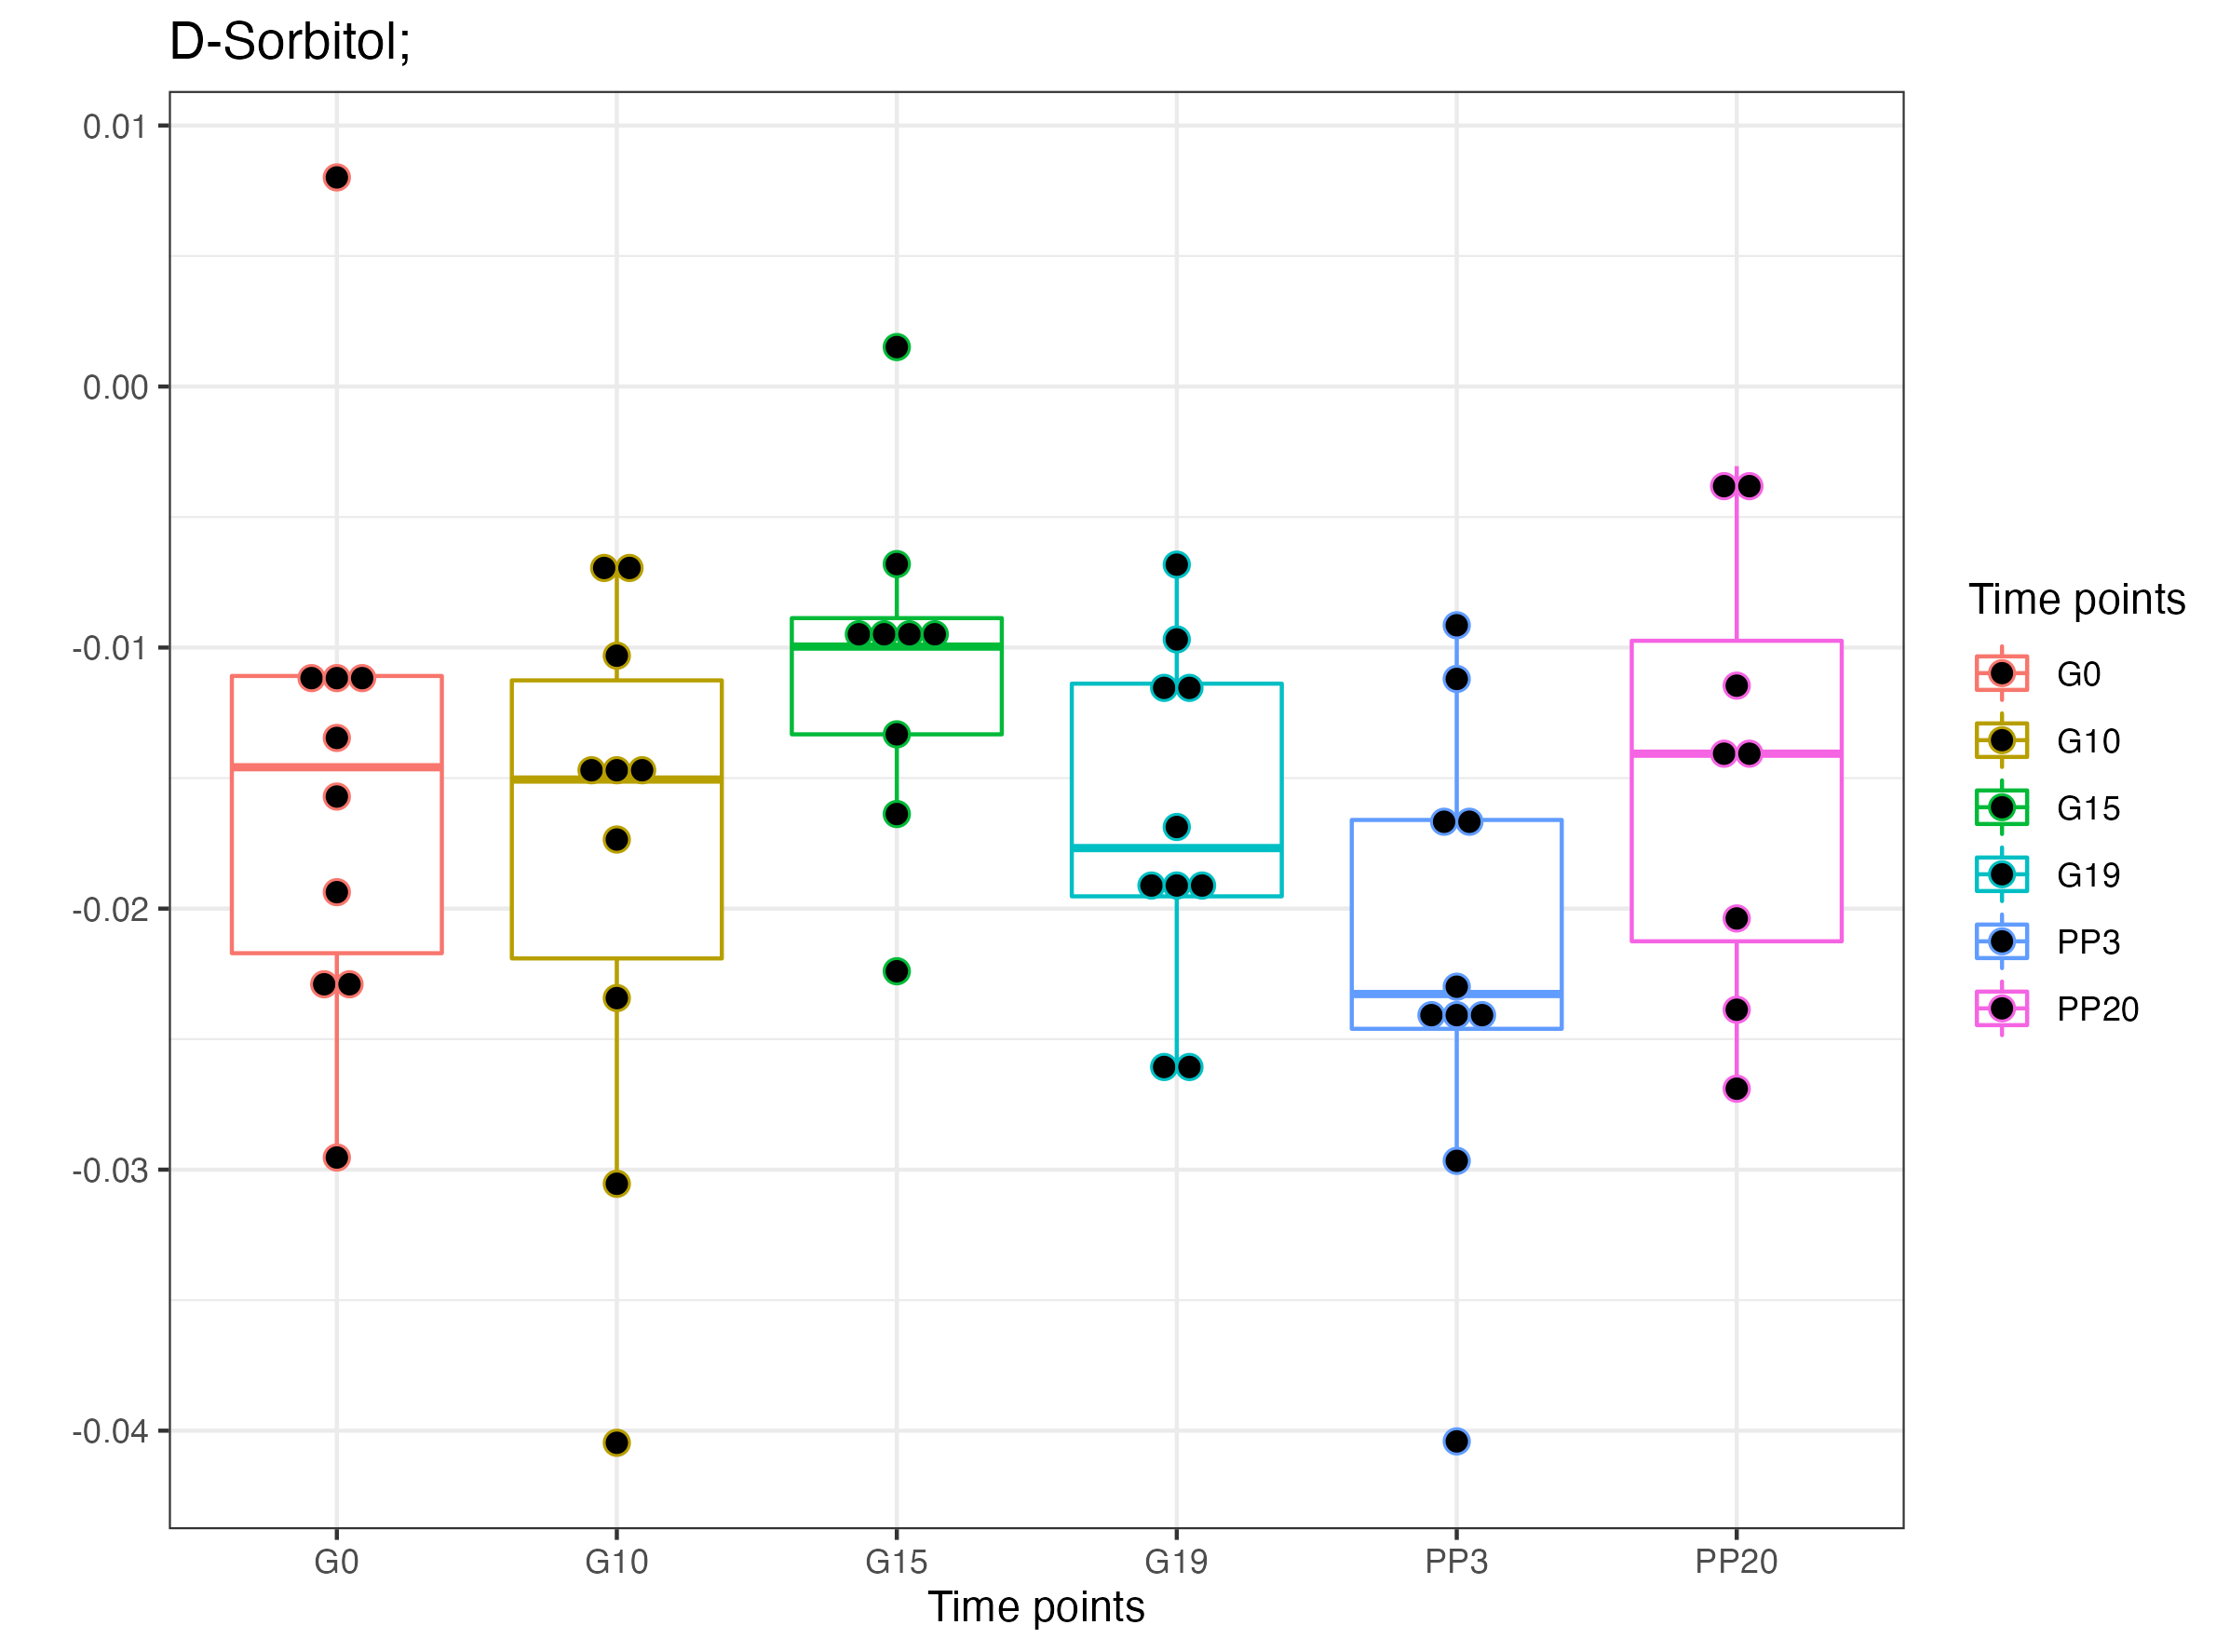 D-Sorbitol;
0.01
0.00
-0.01
-0.02
-0.03
-0.04
G0 G10 G15 G19 PP3 PP20
Time points
Time points
G0
G10
G15
G19
PP3
PP20